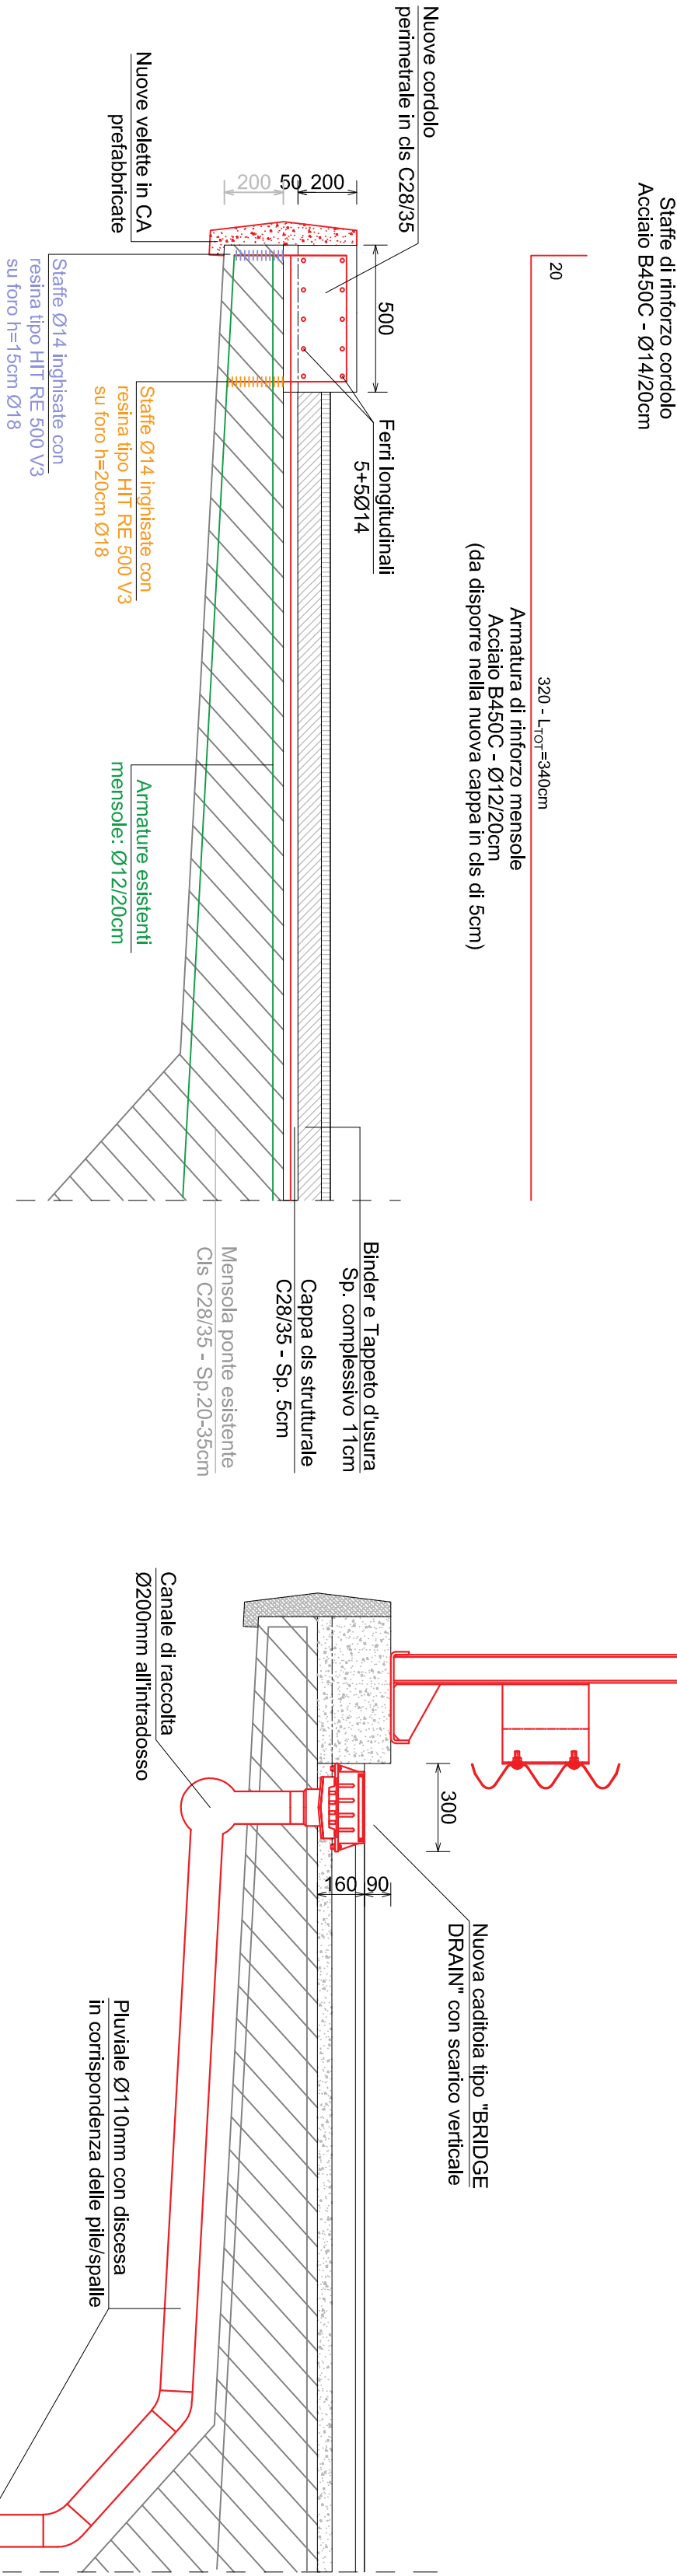 Staffe di rinforzo cordolo
Acciaio B450C - Ø14/20cm
20
320 - LTOT=340cm
Armatura di rinforzo mensole
Acciaio B450C - Ø12/20cm
(da disporre nella nuova cappa in cls di 5cm)
Nuove cordolo
perimetrale in cls C28/35
500
Ferri longitudinali
5+5Ø14
200
50
200
Binder e Tappeto d'usura
Sp. complessivo 11cm
Cappa cls strutturale
C28/35 - Sp. 5cm
Mensola ponte esistente
Cls C28/35 - Sp.20-35cm
Nuove velette in CA
prefabbricate
Staffe Ø14 inghisate con
resina tipo HIT RE 500 V3
su foro h=20cm Ø18
Armature esistenti
mensole: Ø12/20cm
Staffe Ø14 inghisate con
resina tipo HIT RE 500 V3
su foro h=15cm Ø18
Nuova caditoia tipo "BRIDGE
DRAIN" con scarico verticale
300
90
160
Canale di raccolta
Ø200mm all'intradosso
Pluviale Ø110mm con discesa
in corrispondenza delle pile/spalle